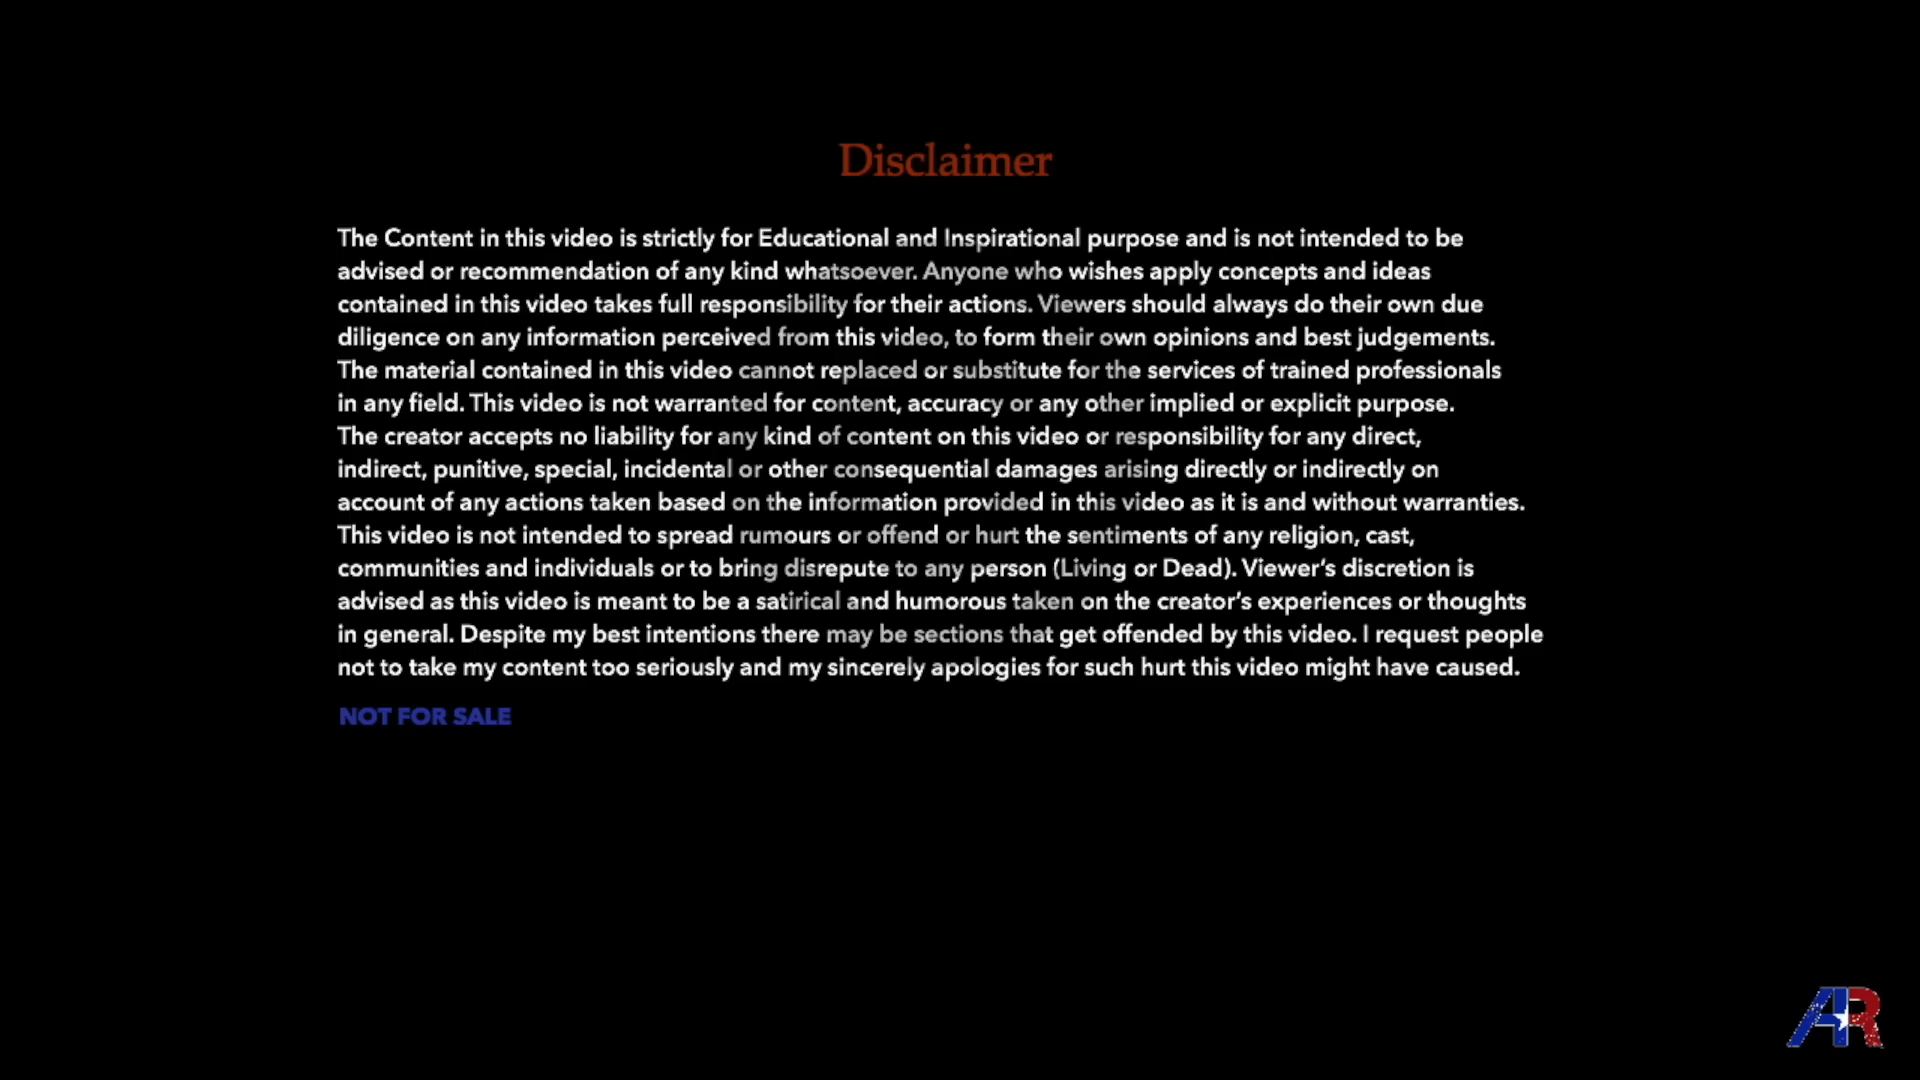 Disclaimer
The Content in this video is strictly for Educational and Inspirational purpose and is not intended to be
advised or recommendation of any kind whatsoever. Anyone who wishes apply concepts and ideas
contained in this video takes full responsibility for their actions. Viewers should always do their own due
diligence on any information perceived from this video, to form their own opinions and best judgements.
The material contained in this video cannot replaced or substitute for the services of trained professionals
in any field. This video is not warranted for content, accuracy or any other implied or explicit purpose.
The creator accepts no liability for any kind of content on this video or responsibility for any direct,
indirect, punitive, special, incidental or other consequential damages arising directly or indirectly on
account of any actions taken based on the information provided in this video as it is and without warranties.
This video is not intended to spread rumours or offend or hurt the sentiments of any religion, cast,
communities and individuals or to bring disrepute to any person (Living or Dead). Viewer’s discretion is
advised as this video is meant to be a satirical and humorous taken on the creator’s experiences or thoughts
in general. Despite my best intentions there may be sections that get offended by this video. I request people
not to take my content too seriously and my sincerely apologies for such hurt this video might have caused.
NOT FOR SALE
AR